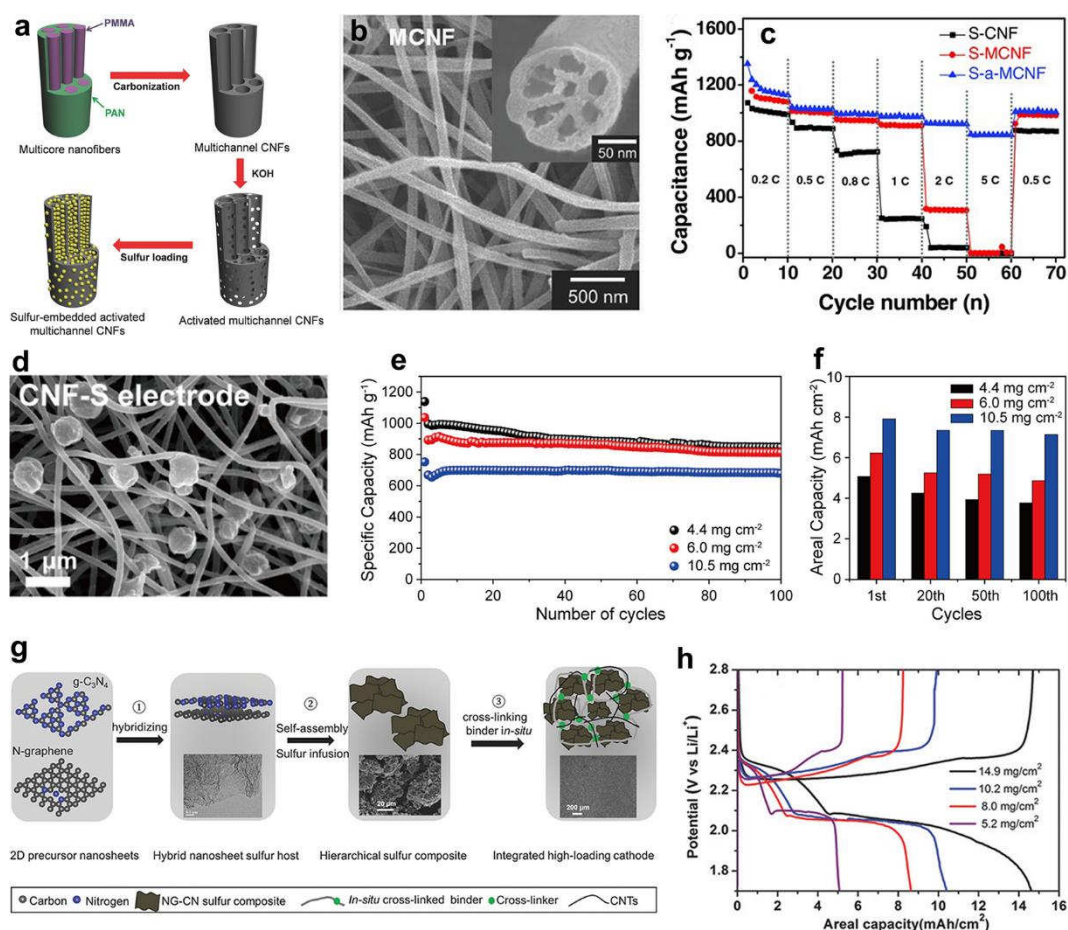 a
PMMA
Carbonization
PAN
Multicore nanofibers
Multichannel CNFs
KOH
Sulfur loading
Sulfur-embedded activated
multichannel CNFs
Activated multichannel CNFs
b
MCNF
50 nm
500 nm
c
Capacitance (mAh g⁻¹)
1600
1200
800
400
0
S-CNF
S-MCNF
S-a-MCNF
0.2 C 0.5 C 0.8 C 1 C 2 C 5 C 0.5 C
0 10 20 30 40 50 60 70
Cycle number (n)
d
CNF-S electrode
1 μm
e
Specific Capacity (mAh g⁻¹)
1200
1000
900
800
700
600
500
400
300
200
100
0
4.4 mg cm⁻²
6.0 mg cm⁻²
10.5 mg cm⁻²
0 20 40 60 80 100
Number of cycles
f
Areal Capacity (mAh cm⁻²)
10
8
6
4
2
0
4.4 mg cm⁻²
6.0 mg cm⁻²
10.5 mg cm⁻²
1st 20th 50th 100th
Cycles
g
g-C₃N₄
N-graphene
①
hybridizing
②
Self-assembly
Sulfur infusion
20 μm
③
cross-linking
binder in-situ
200 μm
2D precursor nanosheets
Hybrid nanosheet sulfur host
Hierarchical sulfur composite
Integrated high-loading cathode
Carbon
Nitrogen
NG-CN sulfur composite
In-situ cross-linked binder
Cross-linker
CNTs
h
Potential (V vs Li/Li⁺)
2.8
2.6
2.4
2.2
2.0
1.8
14.9 mg/cm²
10.2 mg/cm²
8.0 mg/cm²
5.2 mg/cm²
0 2 4 6 8 10 12 14 16
Areal capacity(mAh/cm²)